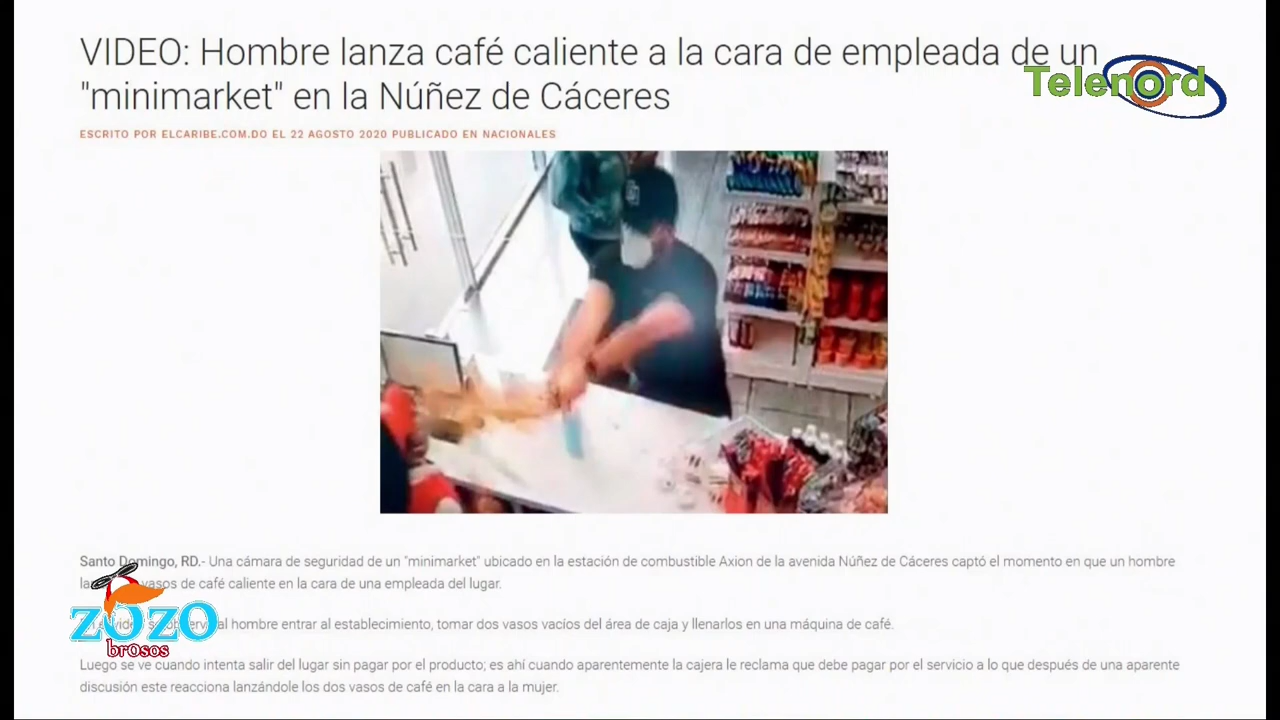 VIDEO: Hombre lanza café caliente a la cara de empleada de un
"minimarket" en la Núñez de Cáceres
Telenord
ESCRITO POR ELCARIBE.COM.DO EL 22 AGOSTO 2020 PUBLICADO EN NACIONALES
Santo Domingo, RD.- Una cámara de seguridad de un "minimarket" ubicado en la estación de combustible Axion de la avenida Núñez de Cáceres captó el momento en que un hombre
vasos de café caliente en la cara de una empleada del lugar.
al hombre entrar al establecimiento, tomar dos vasos vacíos del área de caja y llenarlos en una máquina de café.
zozo
brosos
Luego se ve cuando intenta salir del lugar sin pagar por el producto; es ahí cuando aparentemente la cajera le reclama que debe pagar por el servicio a lo que después de una aparente
discusión este reacciona lanzándole los dos vasos de café en la cara a la mujer.